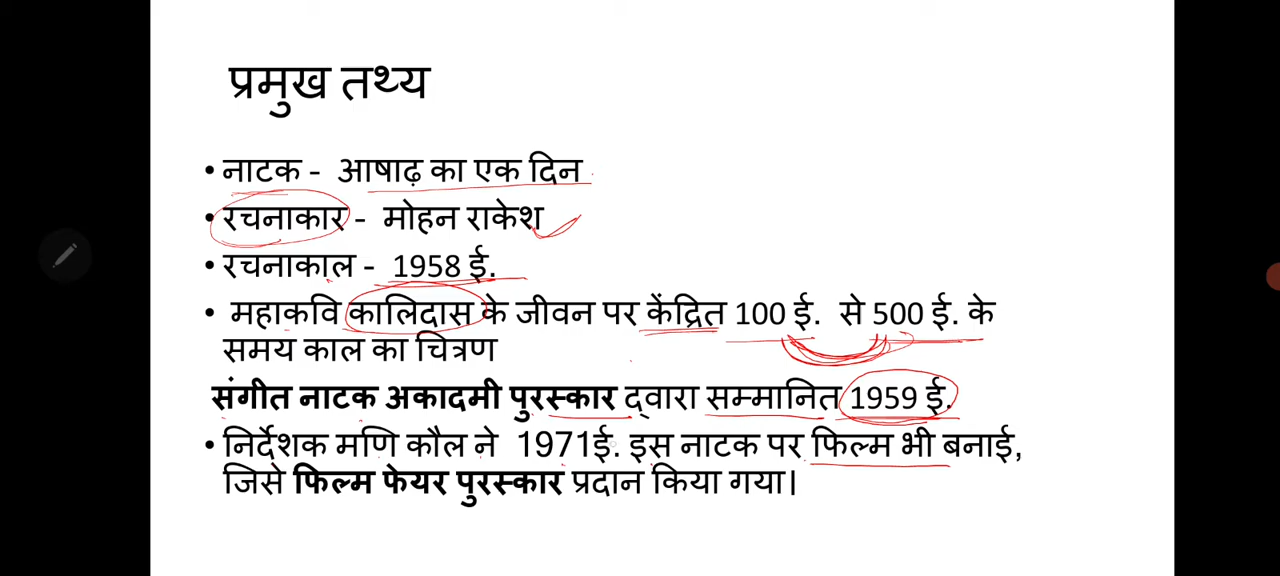 प्रमुख तथ्य
• नाटक - आषाढ़ का एक दिन
• रचनाकार - मोहन राकेश
• रचनाकाल - 1958 ई.
• महाकवि कालिदास के जीवन पर केंद्रित 100 ई. से 500 ई. के
समय काल का चित्रण
संगीत नाटक अकादमी पुरस्कार द्वारा सम्मानित 1959 ई.
• निर्देशक मणि कौल ने 1971ई. इस नाटक पर फिल्म भी बनाई,
जिसे फिल्म फेयर पुरस्कार प्रदान किया गया।